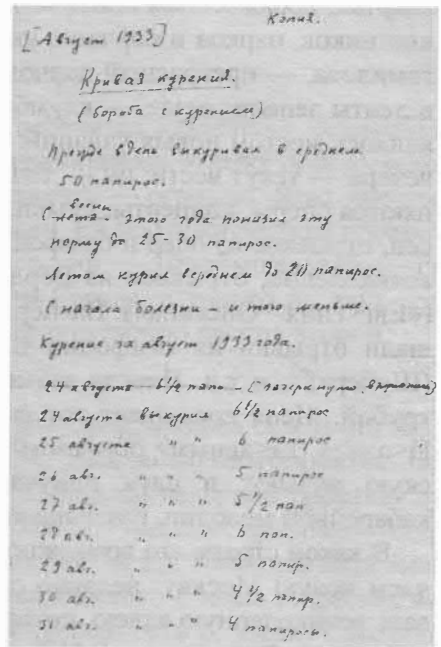 Копия.
[Август 1933]
Кривая курения.
(борьба с курением)
Прежде в день выкуривал в среднем
50 папирос.
С лета весны этого года понизил эту
норму до 25-30 папирос.
Летом курил в среднем до 20 папирос.
С начала болезни - и того меньше.
Курение за август 1933 года.
24 августа - 6 1/2 пап. - (зачеркнуто
24 августа выкурил 6 1/2 папирос
25 августа " " 6 папирос
26 авг. " " 5 папирос
27 авг. " " " 5 1/2 пап
28 авг. " " " 6 пап.
29 авг. " " " 5 папир.
30 авг. " " " 4 1/2 папир.
31 авг. " " " 4 папиросы.